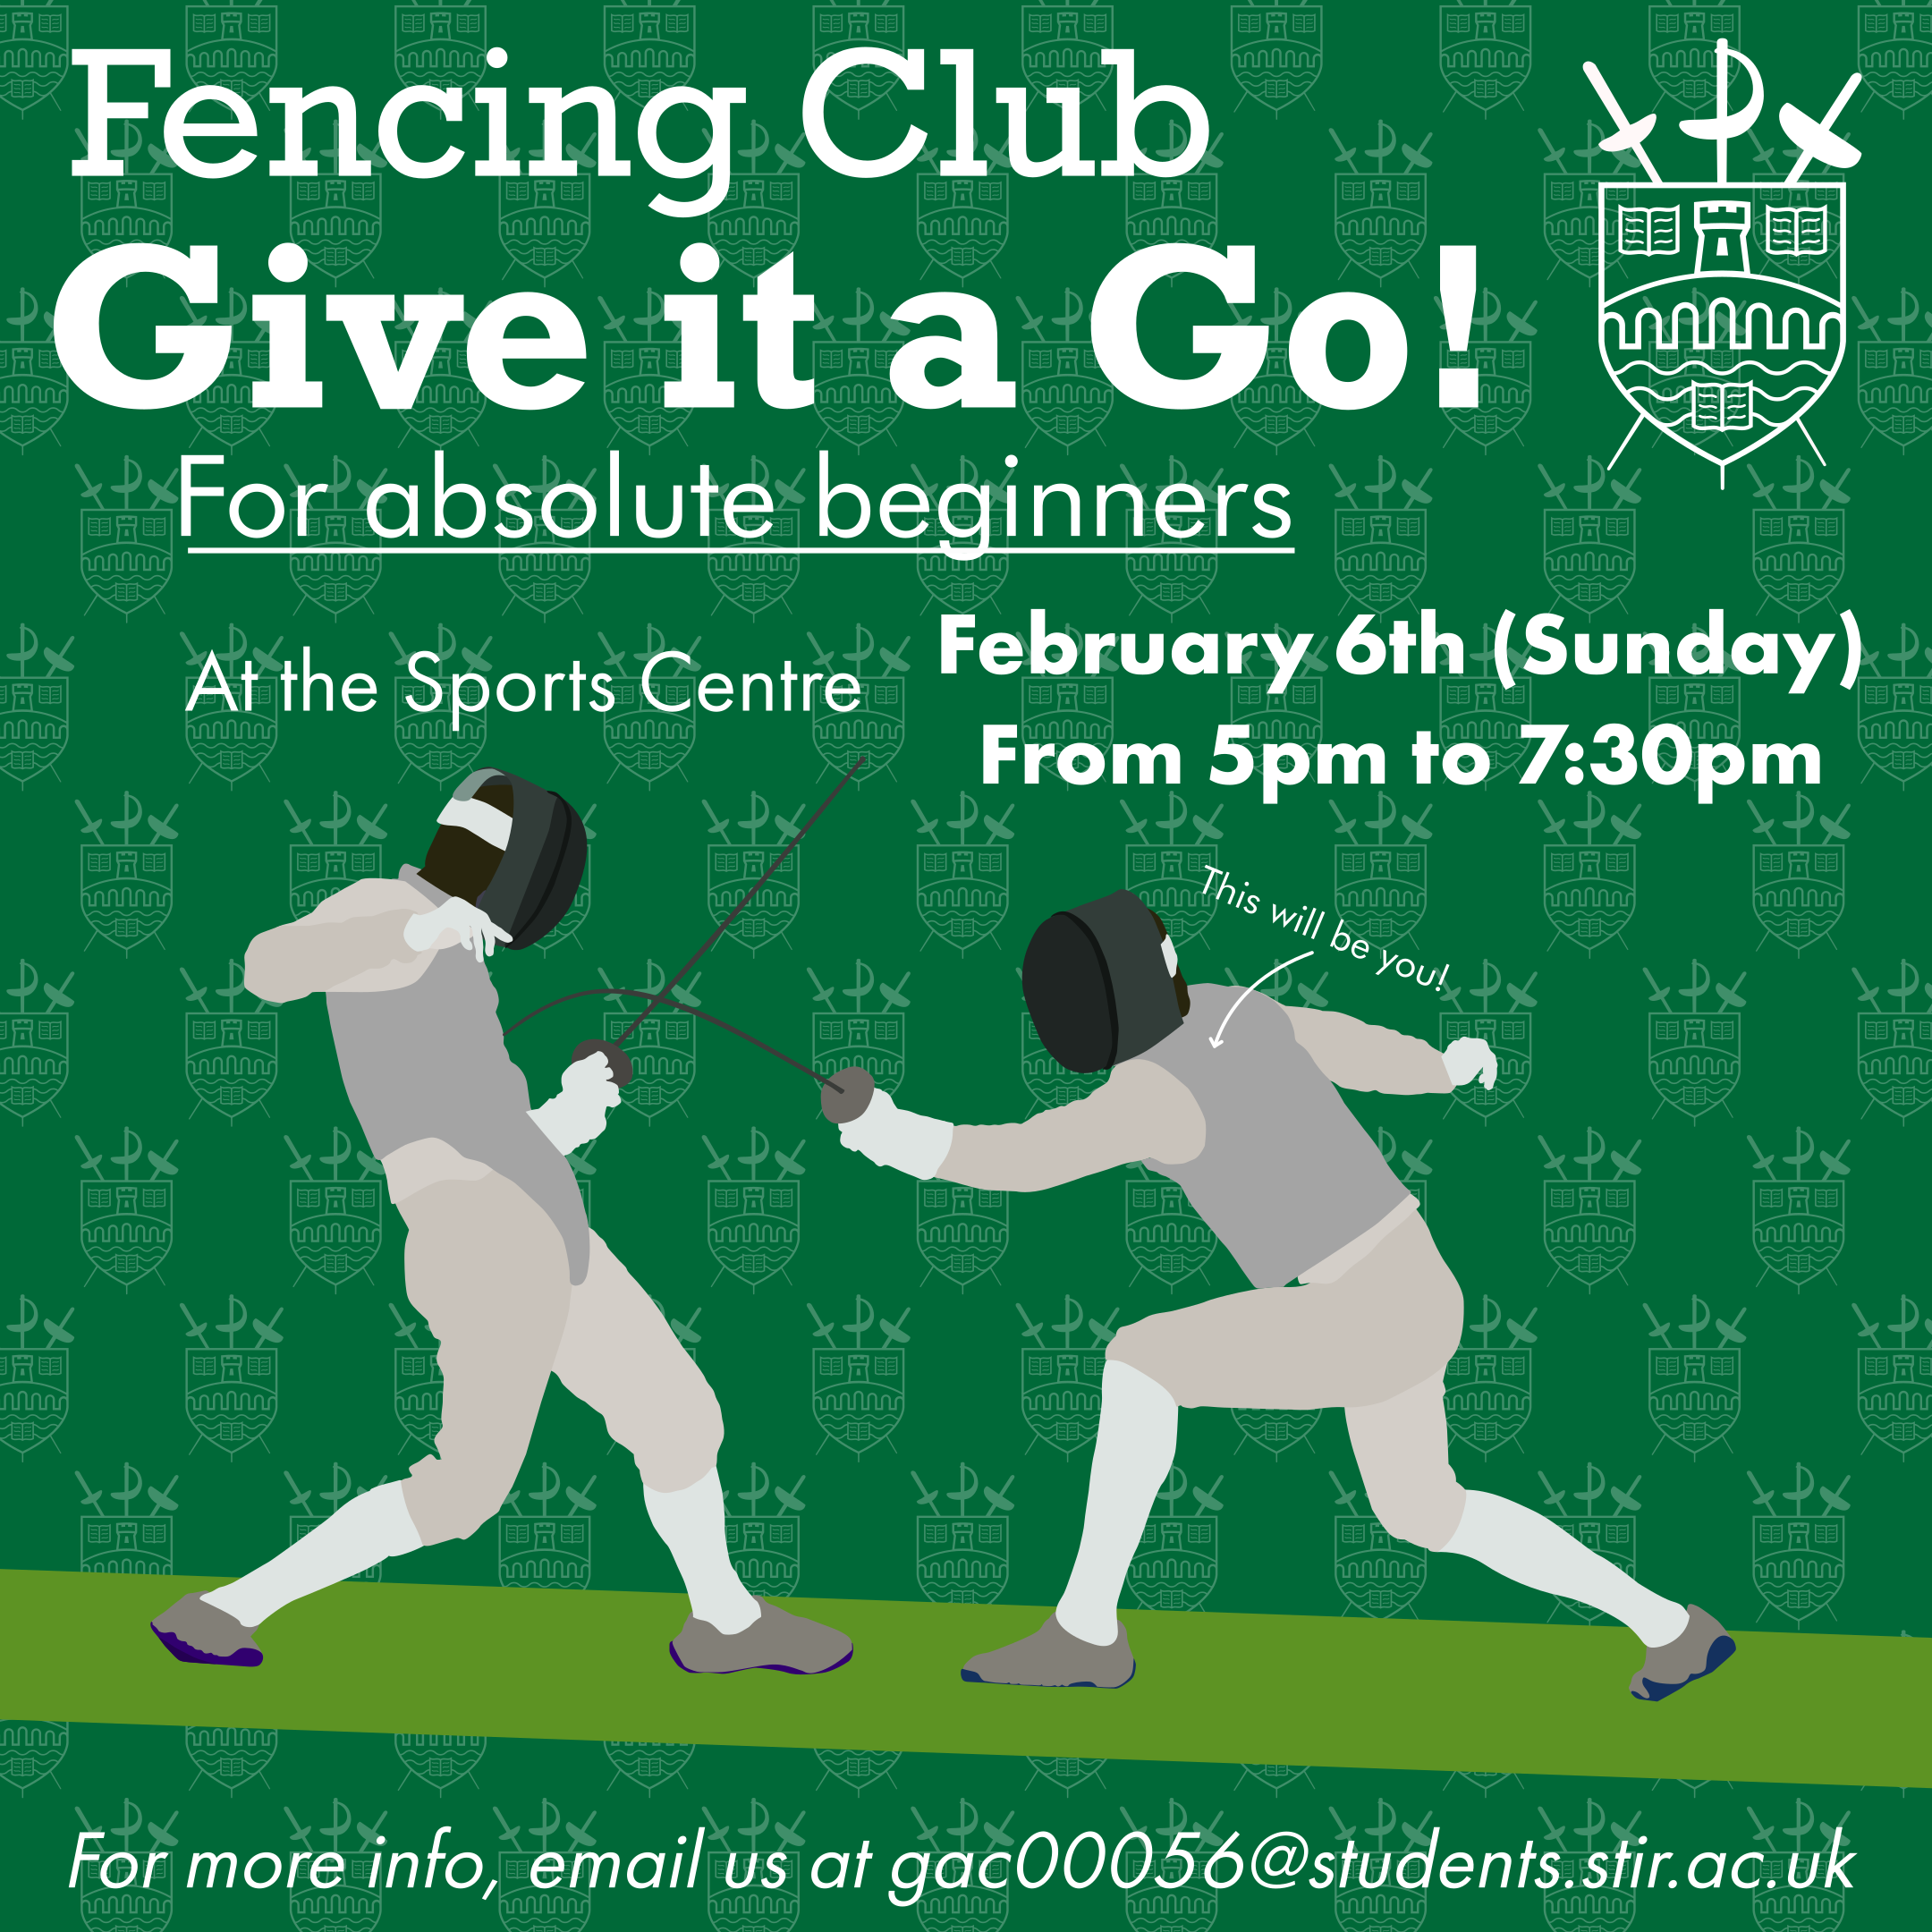 Fencing Club
Give it a Go!
For absolute beginners
At the Sports Centre
February 6th (Sunday)
From 5pm to 7:30pm
This will be you!
For more info, email us at gac00056@students.stir.ac.uk